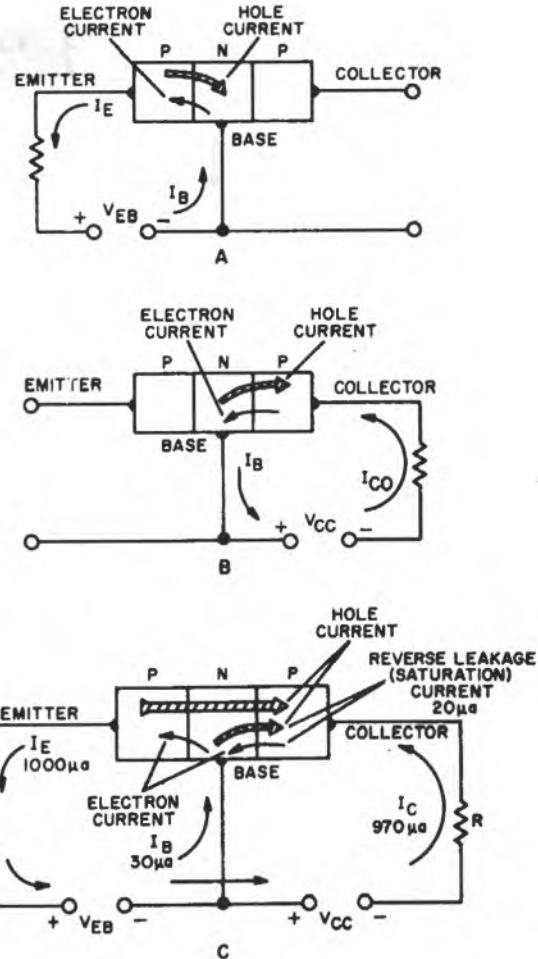 ELECTRON
CURRENT
HOLE
CURRENT
P N P
EMITTER
COLLECTOR
IE
BASE
IB
+ VEB −
A
ELECTRON
CURRENT
HOLE
CURRENT
P N P
EMITTER
COLLECTOR
BASE
IB
ICO
+ VCC −
B
HOLE
CURRENT
P N P
REVERSE LEAKAGE
(SATURATION)
CURRENT
20μa
EMITTER
COLLECTOR
IE
1000μa
BASE
ELECTRON
CURRENT
IB
30μa
IC
970μa
R
+ VEB −
+ VCC −
C